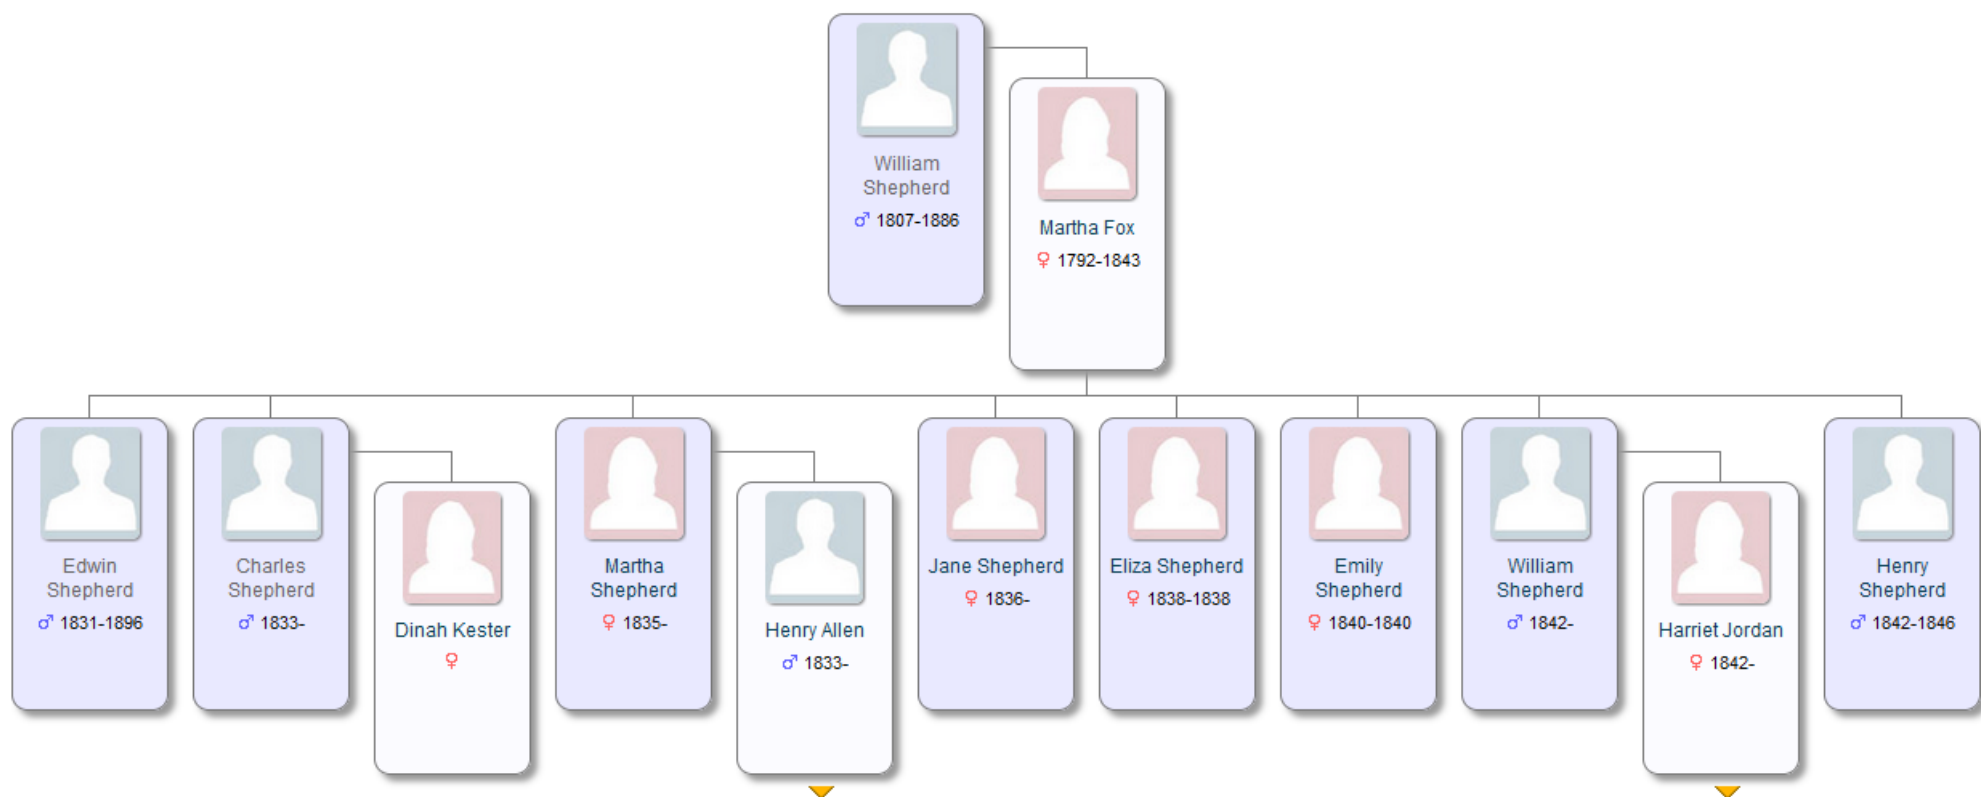 William
Shepherd
♂ 1807-1886
Martha Fox
♀ 1792-1843
Edwin
Shepherd
♂ 1831-1896
Charles
Shepherd
♂ 1833-
Dinah Kester
♀
Martha
Shepherd
♀ 1835-
Henry Allen
♂ 1833-
Jane Shepherd
♀ 1836-
Eliza Shepherd
♀ 1838-1838
Emily
Shepherd
♀ 1840-1840
William
Shepherd
♂ 1842-
Harriet Jordan
♀ 1842-
Henry
Shepherd
♂ 1842-1846